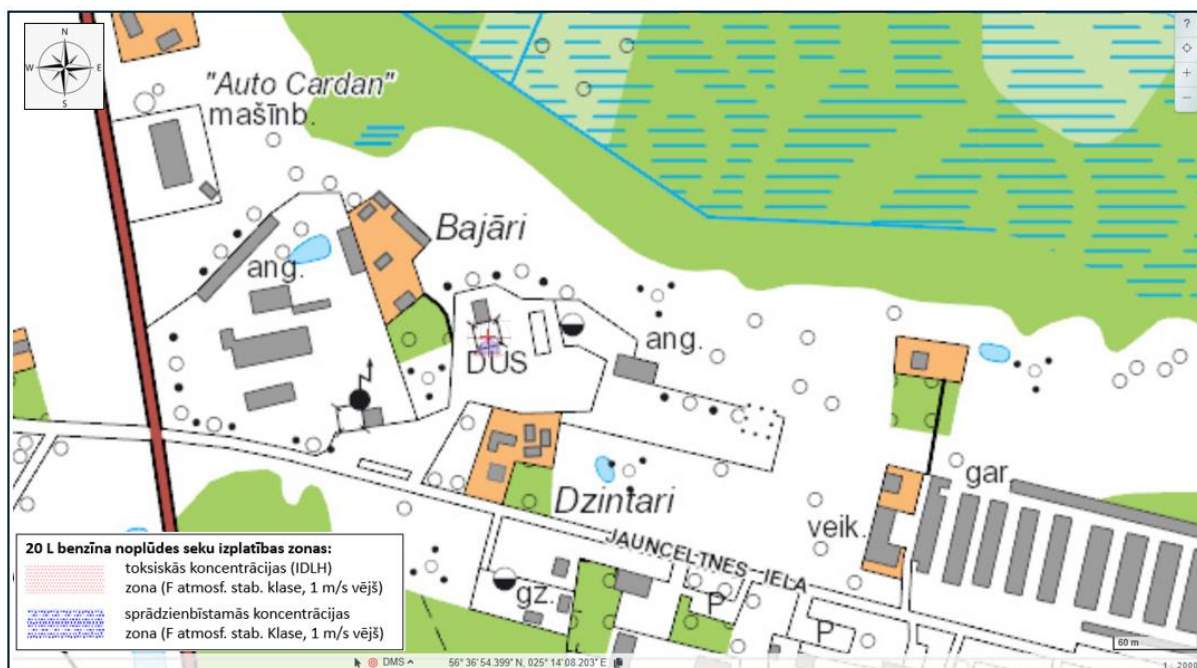 N
W E
S
?
+
−
"Auto Cardan"
mašīnb.
Bajāri
ang.
DUS
ang.
Dzintari
gar
veik.
JAUNCELTNES IELA
gz.
P
P
20 L benzīna noplūdes seku izplatības zonas:
toksiskās koncentrācijas (IDLH)
zona (F atmosf. stab. klase, 1 m/s vējš)
sprādzienbīstamās koncentrācijas
zona (F atmosf. stab. Klase, 1 m/s vējš)
60 m
DMS 56° 36' 54.399" N, 025° 14' 08.203" E